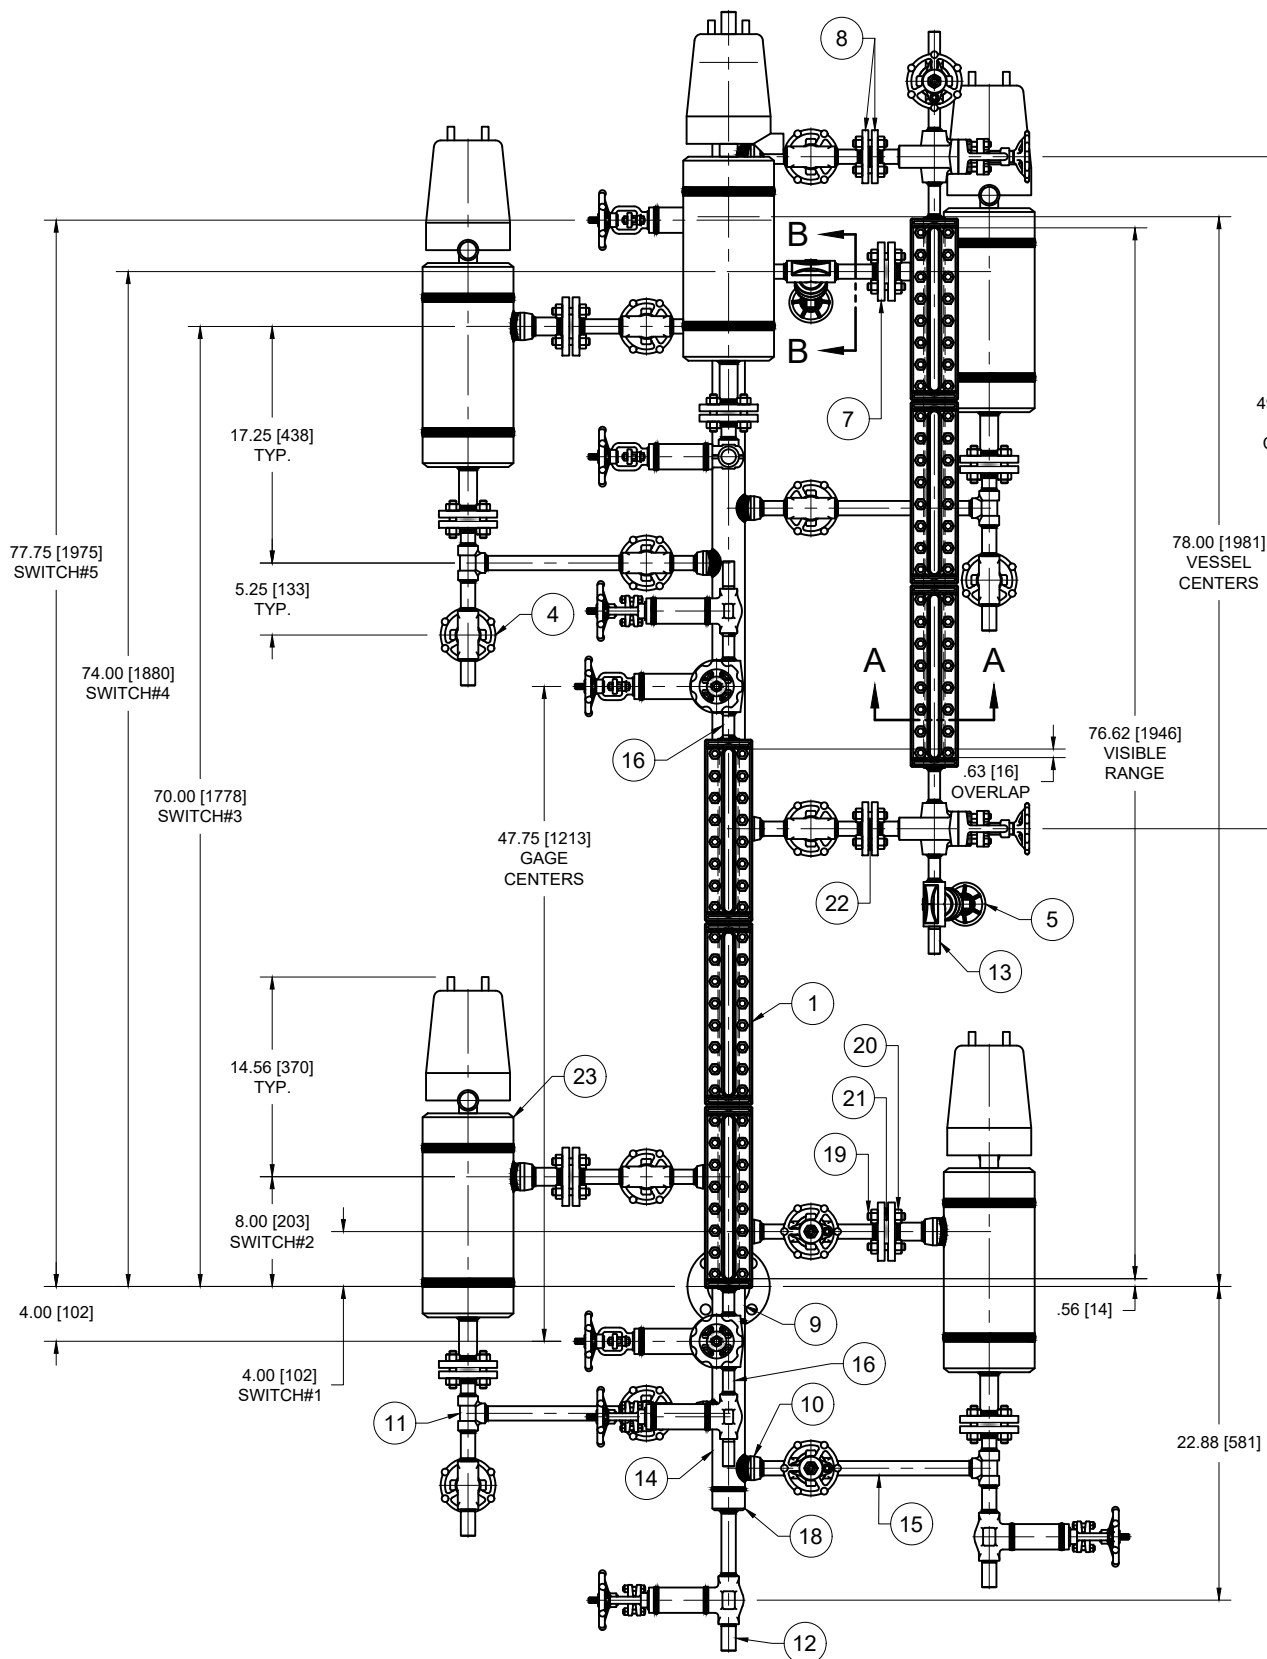 8
B
B
7
49
C
17.25 [438]
TYP.
77.75 [1975]
SWITCH#5
78.00 [1981]
VESSEL
CENTERS
5.25 [133]
TYP.
4
74.00 [1880]
SWITCH#4
A
A
16
76.62 [1946]
VISIBLE
RANGE
.63 [16]
OVERLAP
70.00 [1778]
SWITCH#3
47.75 [1213]
GAGE
CENTERS
22
5
13
1
20
14.56 [370]
TYP.
23
21
19
8.00 [203]
SWITCH#2
4.00 [102]
9
.56 [14]
4.00 [102]
SWITCH#1
16
10
11
22.88 [581]
14
18
15
12